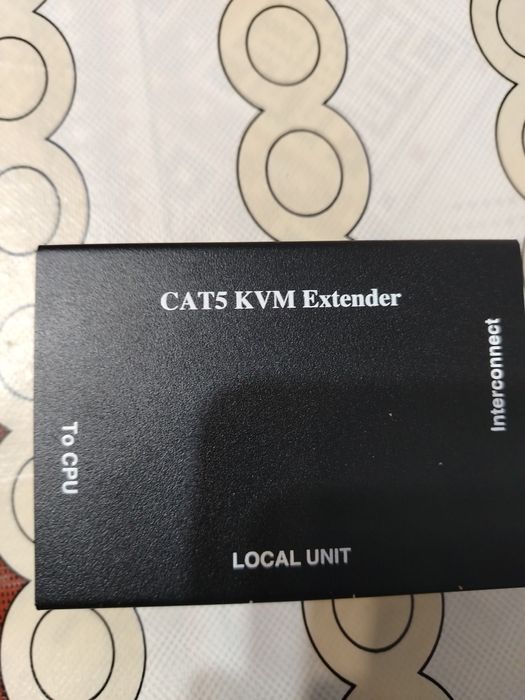 CAT5 KVM Extender
Interconnect
To CPU
LOCAL UNIT